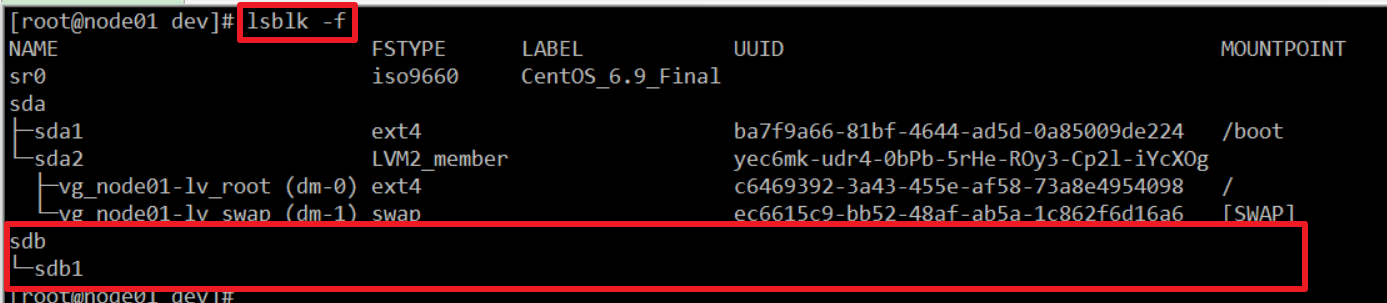 [root@node01 dev]# lsblk -f
NAME                          FSTYPE      LABEL            UUID                                   MOUNTPOINT
sr0                           iso9660     CentOS_6.9_Final
sda
├─sda1                        ext4                         ba7f9a66-81bf-4644-ad5d-0a85009de224   /boot
└─sda2                        LVM2_member                  yec6mk-udr4-0bPb-5rHe-ROy3-Cp2l-iYcXOg
  ├─vg_node01-lv_root (dm-0) ext4                         c6469392-3a43-455e-af58-73a8e4954098   /
  └─vg_node01-lv_swap (dm-1) swap                         ec6615c9-bb52-48af-ab5a-1c862f6d16a6   [SWAP]
sdb
└─sdb1
[root@node01 dev]#